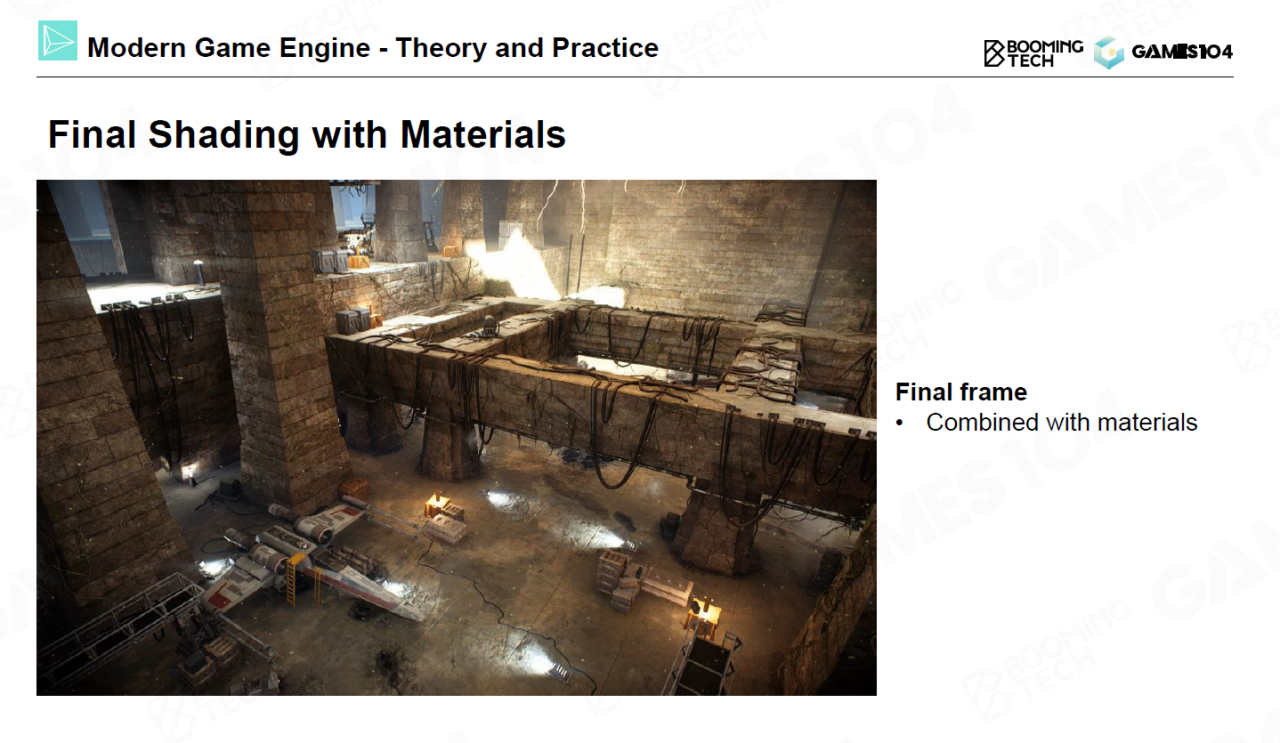 Modern Game Engine - Theory and Practice
BOOMING
TECH
GAMES104
Final Shading with Materials
Final frame
• Combined with materials